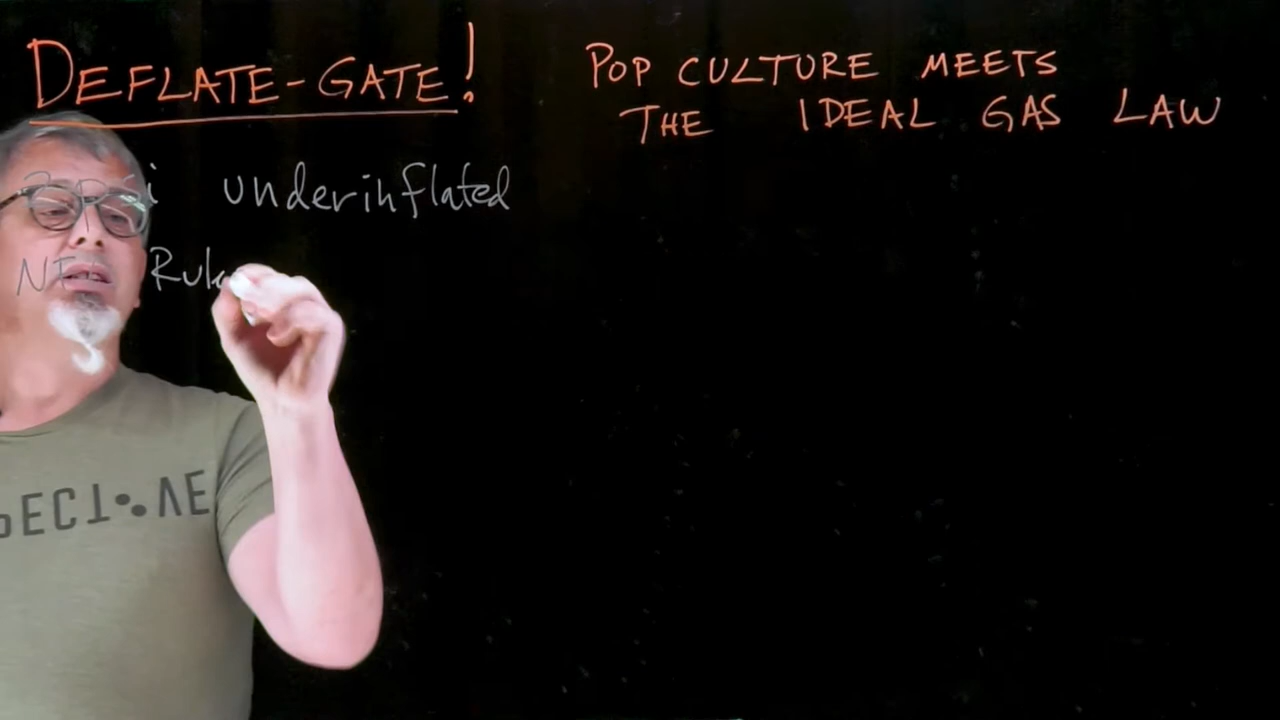 DEFLATE-GATE!
POP CULTURE MEETS
THE IDEAL GAS LAW
underinflated